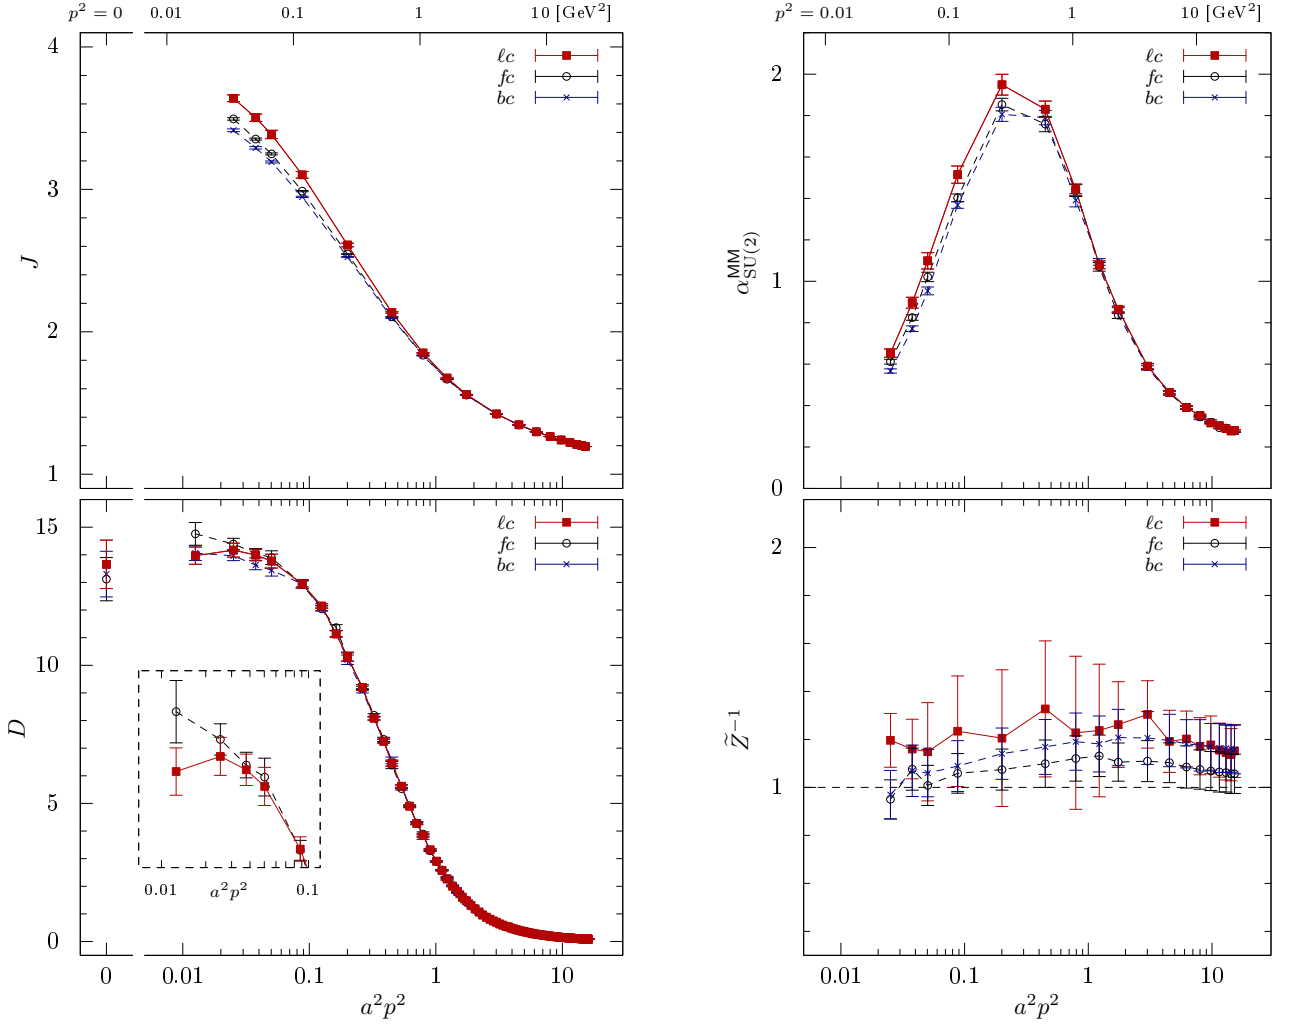 p² = 0 0.01 0.1 1 10 [GeV²]
4
3
2
1
J
ℓc
fc
bc
15
10
5
0
D
ℓc
fc
bc
0.01 a²p² 0.1
0 0.01 0.1 1 10
a²p²
p² = 0.01 0.1 1 10 [GeV²]
2
1
0
α^MM_SU(2)
ℓc
fc
bc
2
1
Z̃⁻¹
ℓc
fc
bc
0.01 0.1 1 10
a²p²